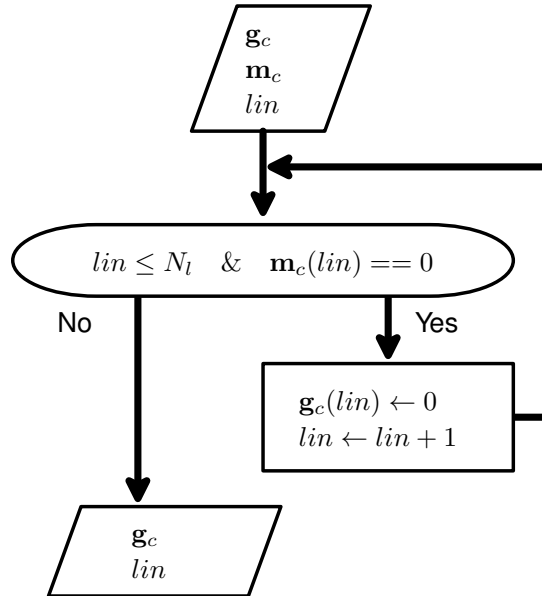 g_c
m_c
lin
lin ≤ N_l & m_c(lin) == 0
No
Yes
g_c(lin) ← 0
lin ← lin + 1
g_c
lin